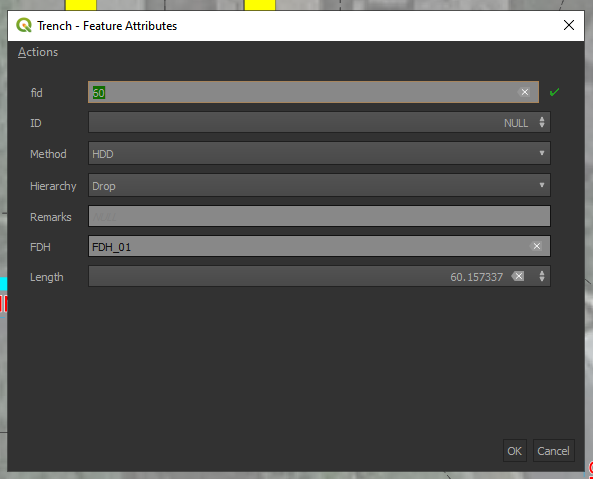 Trench - Feature Attributes
Actions
fid 60
ID NULL
Method HDD
Hierarchy Drop
Remarks NULL
FDH FDH_01
Length 60.157337
OK Cancel